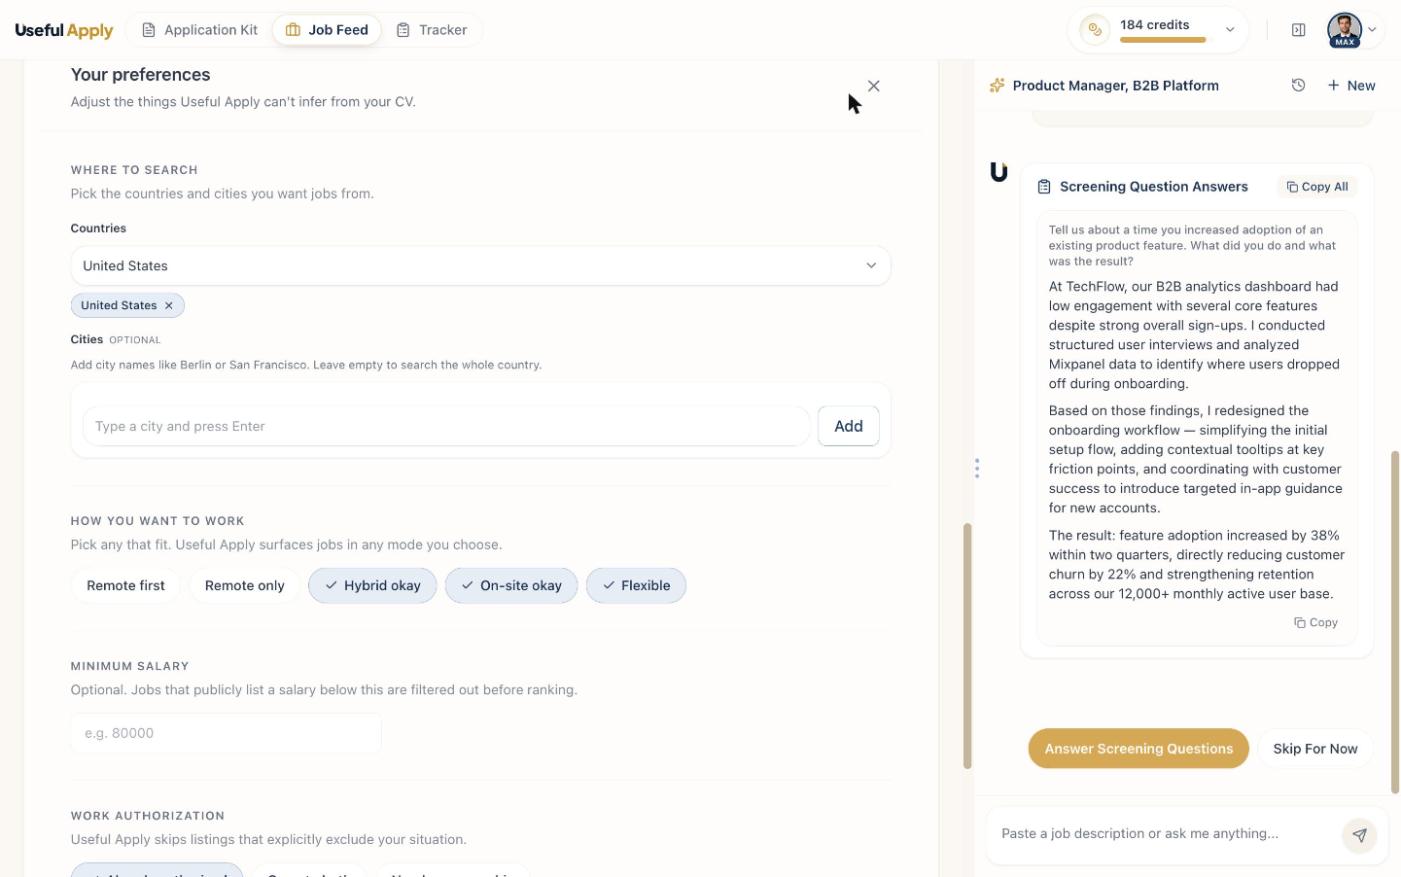 Useful Apply
Application Kit
Job Feed
Tracker
184 credits
MAX
Your preferences
Adjust the things Useful Apply can't infer from your CV.
WHERE TO SEARCH
Pick the countries and cities you want jobs from.
Countries
United States
United States
Cities OPTIONAL
Add city names like Berlin or San Francisco. Leave empty to search the whole country.
Type a city and press Enter
Add
HOW YOU WANT TO WORK
Pick any that fit. Useful Apply surfaces jobs in any mode you choose.
Remote first
Remote only
Hybrid okay
On-site okay
Flexible
MINIMUM SALARY
Optional. Jobs that publicly list a salary below this are filtered out before ranking.
e.g. 80000
WORK AUTHORIZATION
Useful Apply skips listings that explicitly exclude your situation.
Product Manager, B2B Platform
New
U
Screening Question Answers
Copy All
Tell us about a time you increased adoption of an
existing product feature. What did you do and what
was the result?
At TechFlow, our B2B analytics dashboard had
low engagement with several core features
despite strong overall sign-ups. I conducted
structured user interviews and analyzed
Mixpanel data to identify where users dropped
off during onboarding.
Based on those findings, I redesigned the
onboarding workflow — simplifying the initial
setup flow, adding contextual tooltips at key
friction points, and coordinating with customer
success to introduce targeted in-app guidance
for new accounts.
The result: feature adoption increased by 38%
within two quarters, directly reducing customer
churn by 22% and strengthening retention
across our 12,000+ monthly active user base.
Copy
Answer Screening Questions
Skip For Now
Paste a job description or ask me anything...